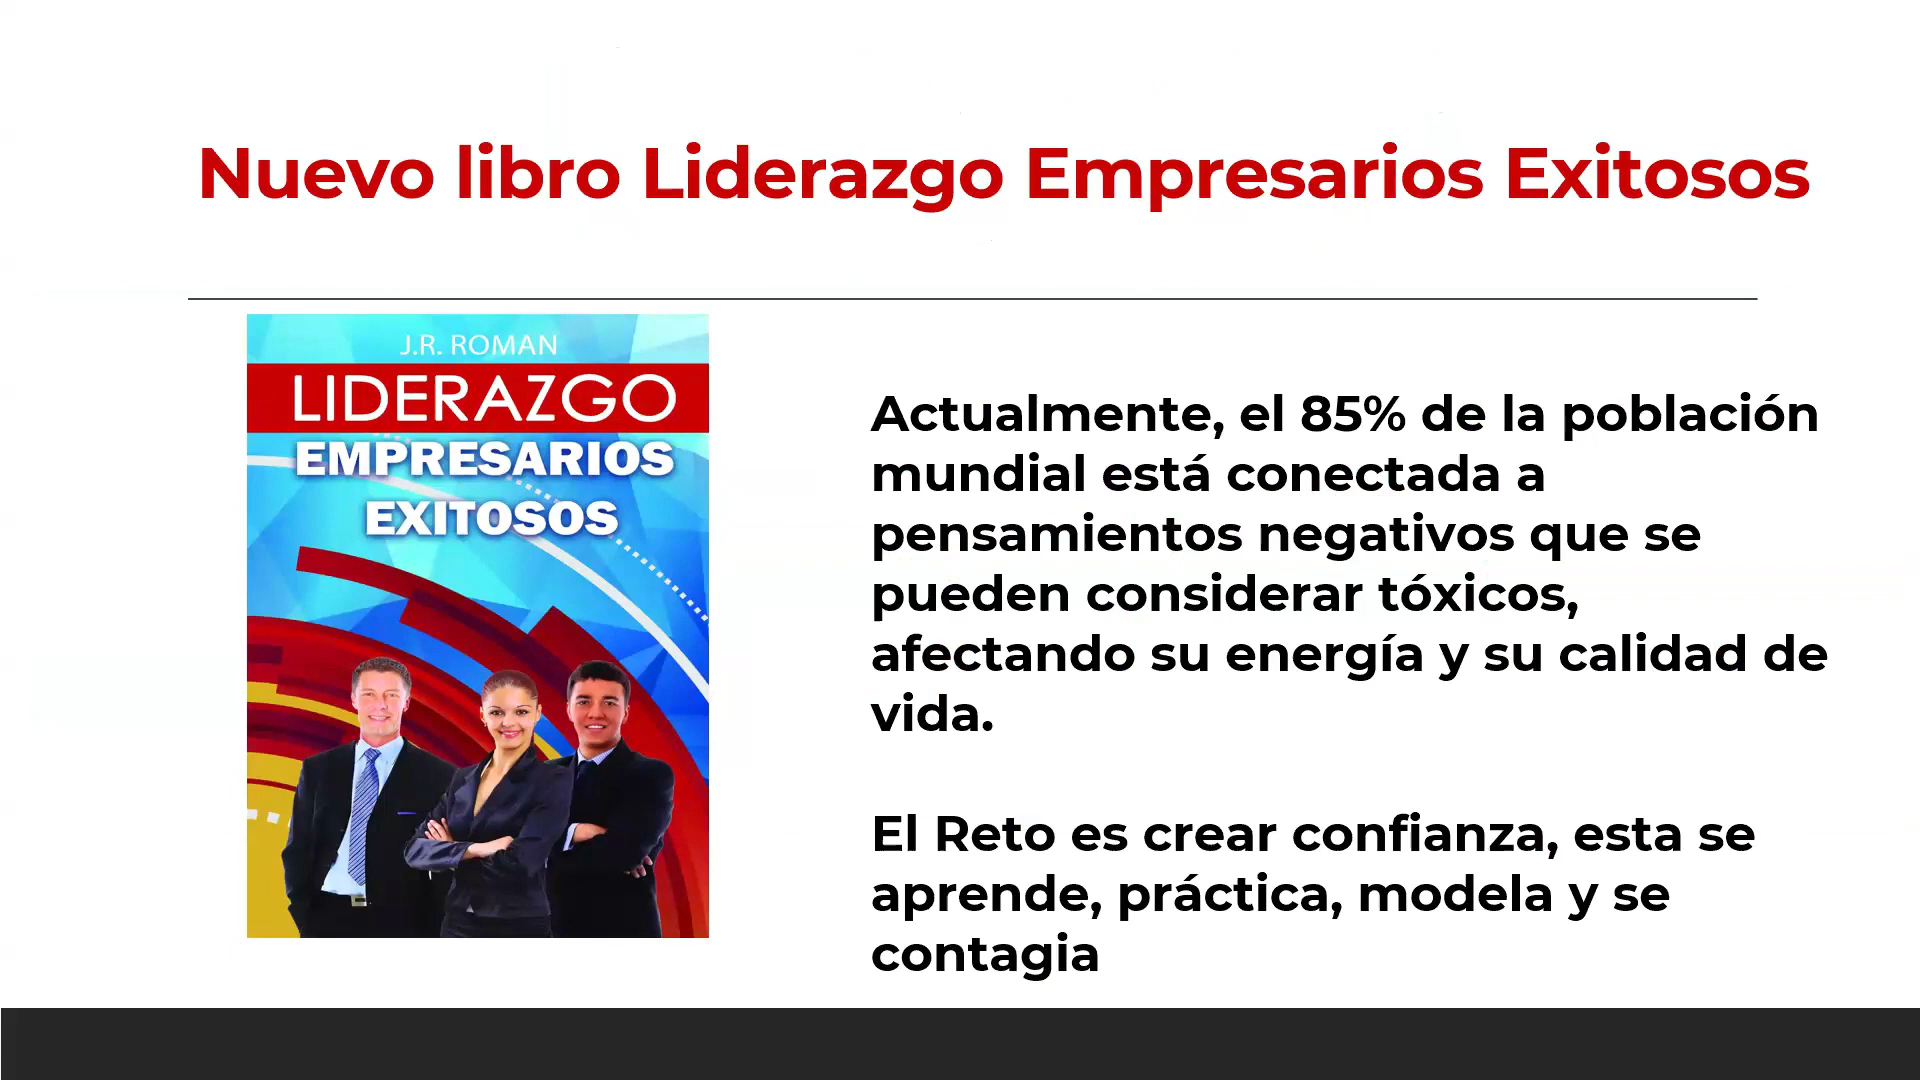 Nuevo libro Liderazgo Empresarios Exitosos
J.R. ROMAN
LIDERAZGO
EMPRESARIOS
EXITOSOS
Actualmente, el 85% de la población
mundial está conectada a
pensamientos negativos que se
pueden considerar tóxicos,
afectando su energía y su calidad de
vida.
El Reto es crear confianza, esta se
aprende, práctica, modela y se
contagia